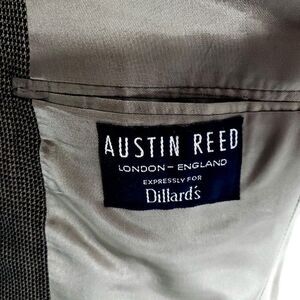 AUSTIN REED
LONDON - ENGLAND
EXPRESSLY FOR
Dillard's